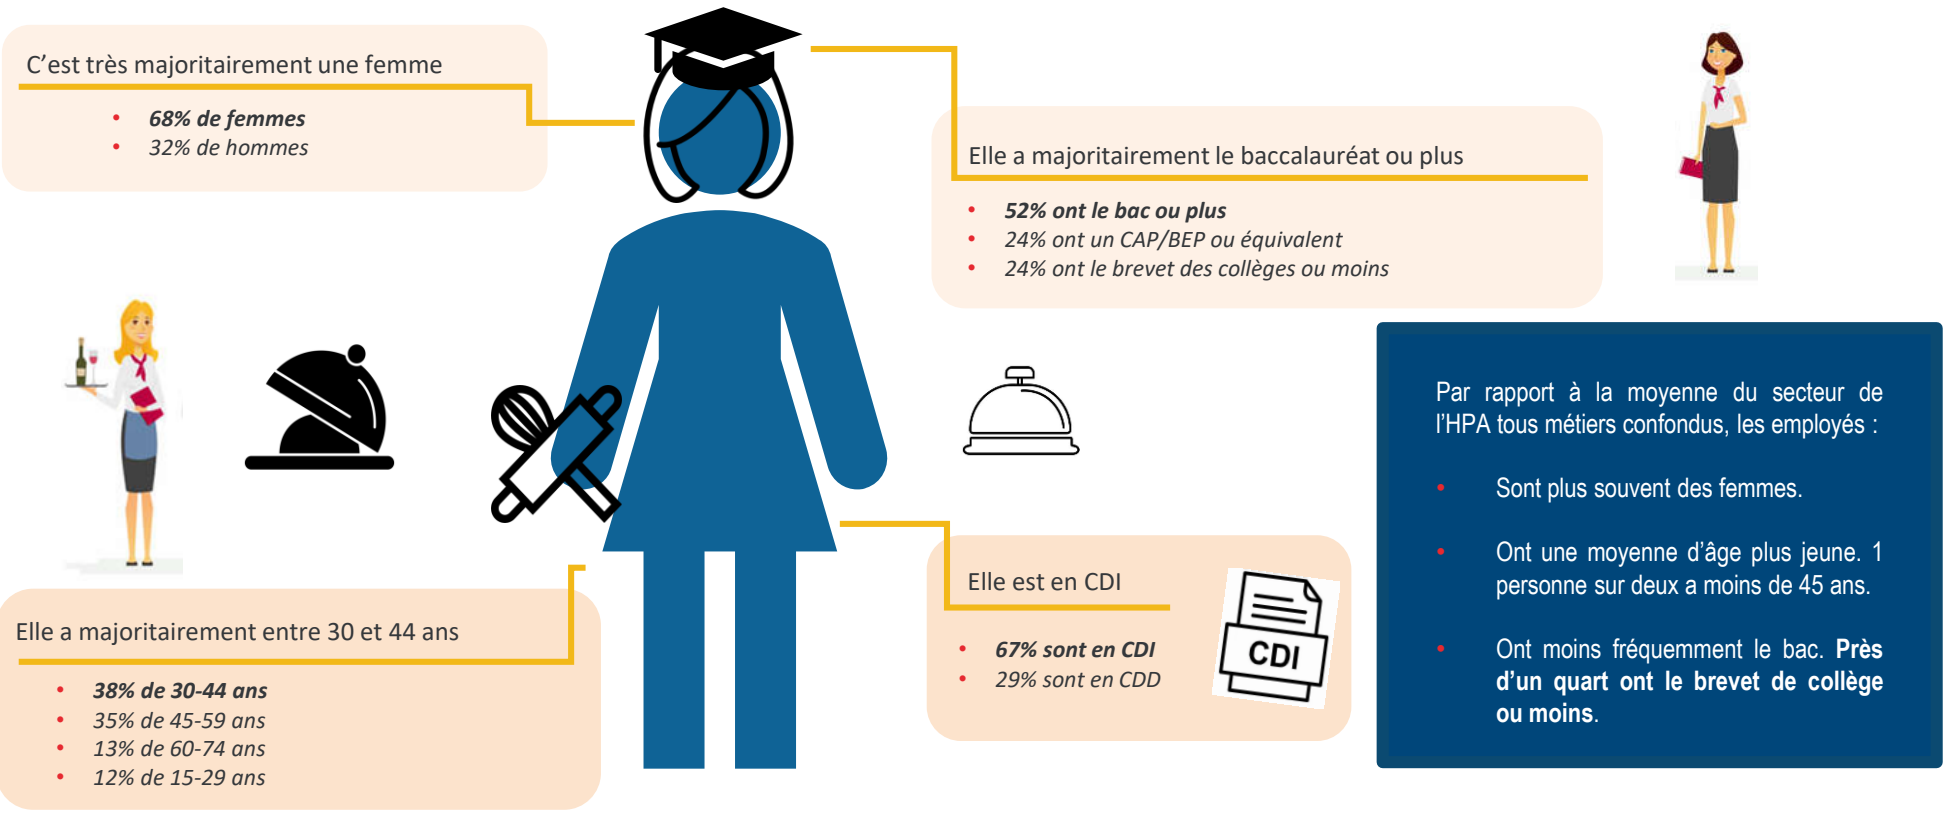 C’est très majoritairement une femme
• 68% de femmes
• 32% de hommes
Elle a majoritairement le baccalauréat ou plus
• 52% ont le bac ou plus
• 24% ont un CAP/BEP ou équivalent
• 24% ont le brevet des collèges ou moins
Elle a majoritairement entre 30 et 44 ans
• 38% de 30-44 ans
• 35% de 45-59 ans
• 13% de 60-74 ans
• 12% de 15-29 ans
Elle est en CDI
• 67% sont en CDI
• 29% sont en CDD
CDI
Par rapport à la moyenne du secteur de
l’HPA tous métiers confondus, les employés :
• Sont plus souvent des femmes.
• Ont une moyenne d’âge plus jeune. 1
personne sur deux a moins de 45 ans.
• Ont moins fréquemment le bac. Près
d’un quart ont le brevet de collège
ou moins.